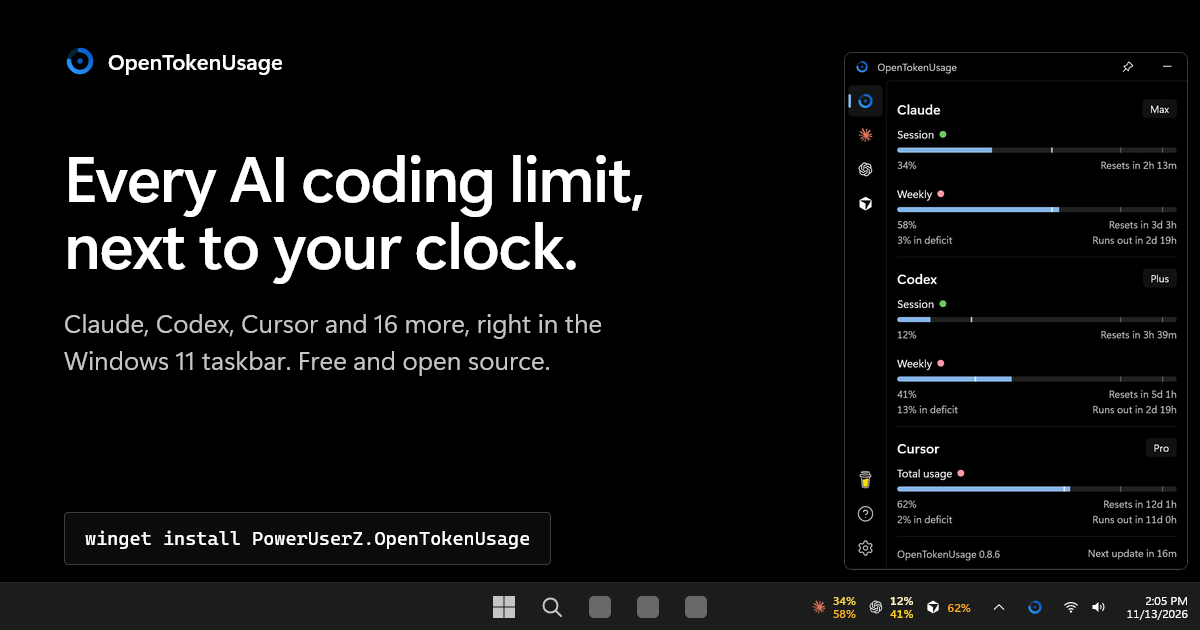 OpenTokenUsage
Every AI coding limit,
next to your clock.
Claude, Codex, Cursor and 16 more, right in the
Windows 11 taskbar. Free and open source.
winget install PowerUserZ.OpenTokenUsage
OpenTokenUsage
Claude Max
Session
34% Resets in 2h 13m
Weekly
58% Resets in 3d 3h
3% in deficit Runs out in 2d 19h
Codex Plus
Session
12% Resets in 3h 39m
Weekly
41% Resets in 5d 1h
13% in deficit Runs out in 2d 19h
Cursor Pro
Total usage
62% Resets in 12d 1h
2% in deficit Runs out in 11d 0h
OpenTokenUsage 0.8.6 Next update in 16m
34% 12% 62% 2:05 PM
58% 41% 11/13/2026